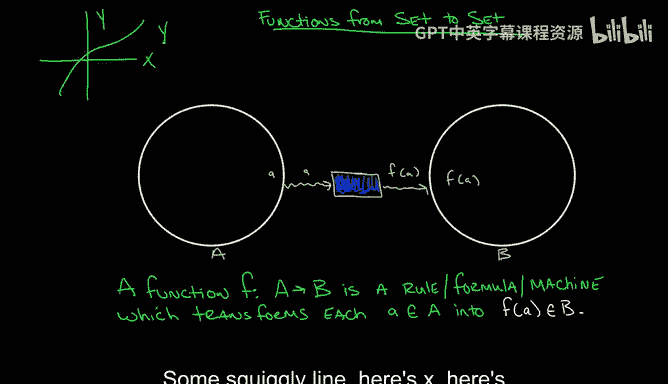 Functions from Set to Set
GPT中英字幕课程资源 bilibili
Y
Y
X
a
a
f(a)
f(a)
A
B
A function f: A→B is a rule/formula/machine
which transforms each a∈A into f(a)∈B.
Some squiggly line, here's x, here's